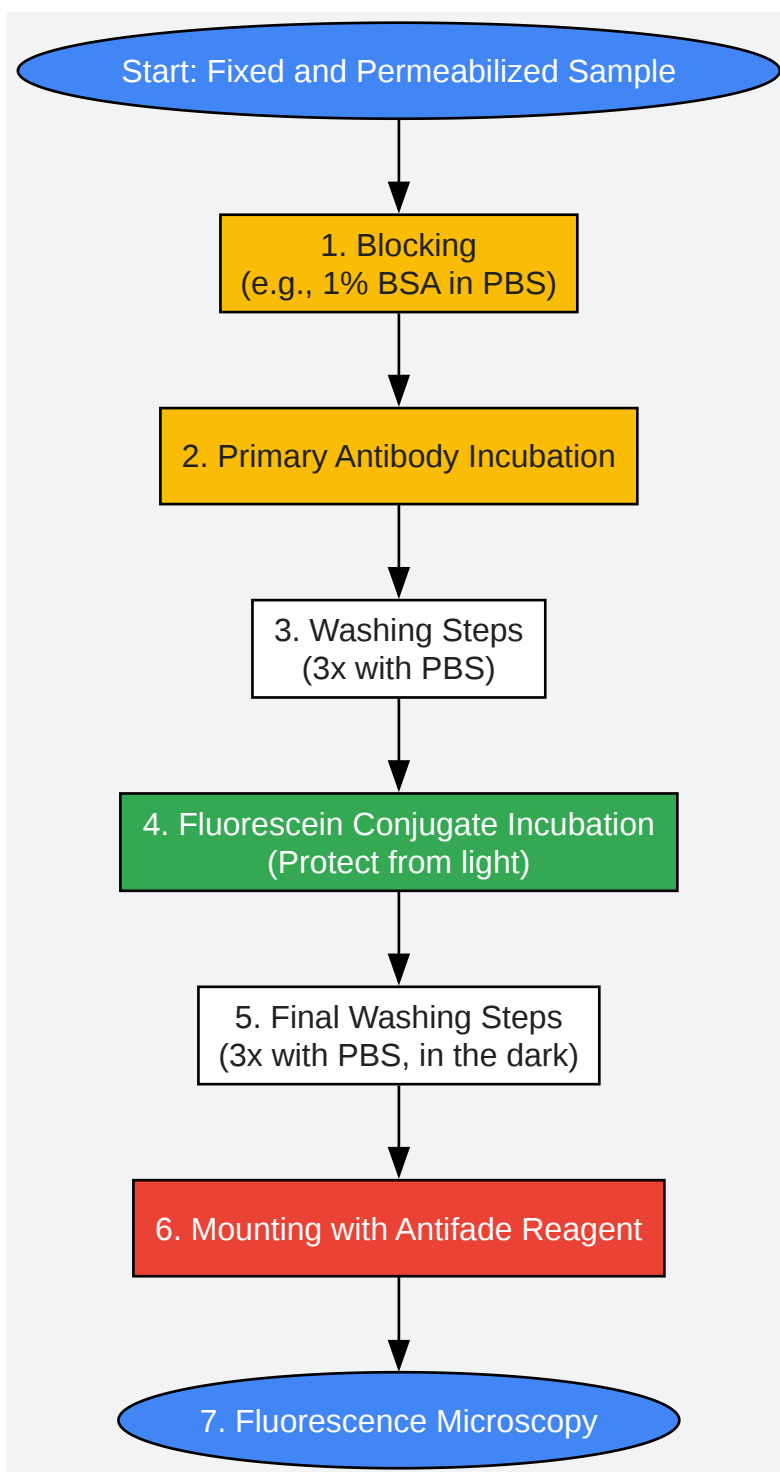 Start: Fixed and Permeabilized Sample
1. Blocking
(e.g., 1% BSA in PBS)
2. Primary Antibody Incubation
3. Washing Steps
(3x with PBS)
4. Fluorescein Conjugate Incubation
(Protect from light)
5. Final Washing Steps
(3x with PBS, in the dark)
6. Mounting with Antifade Reagent
7. Fluorescence Microscopy